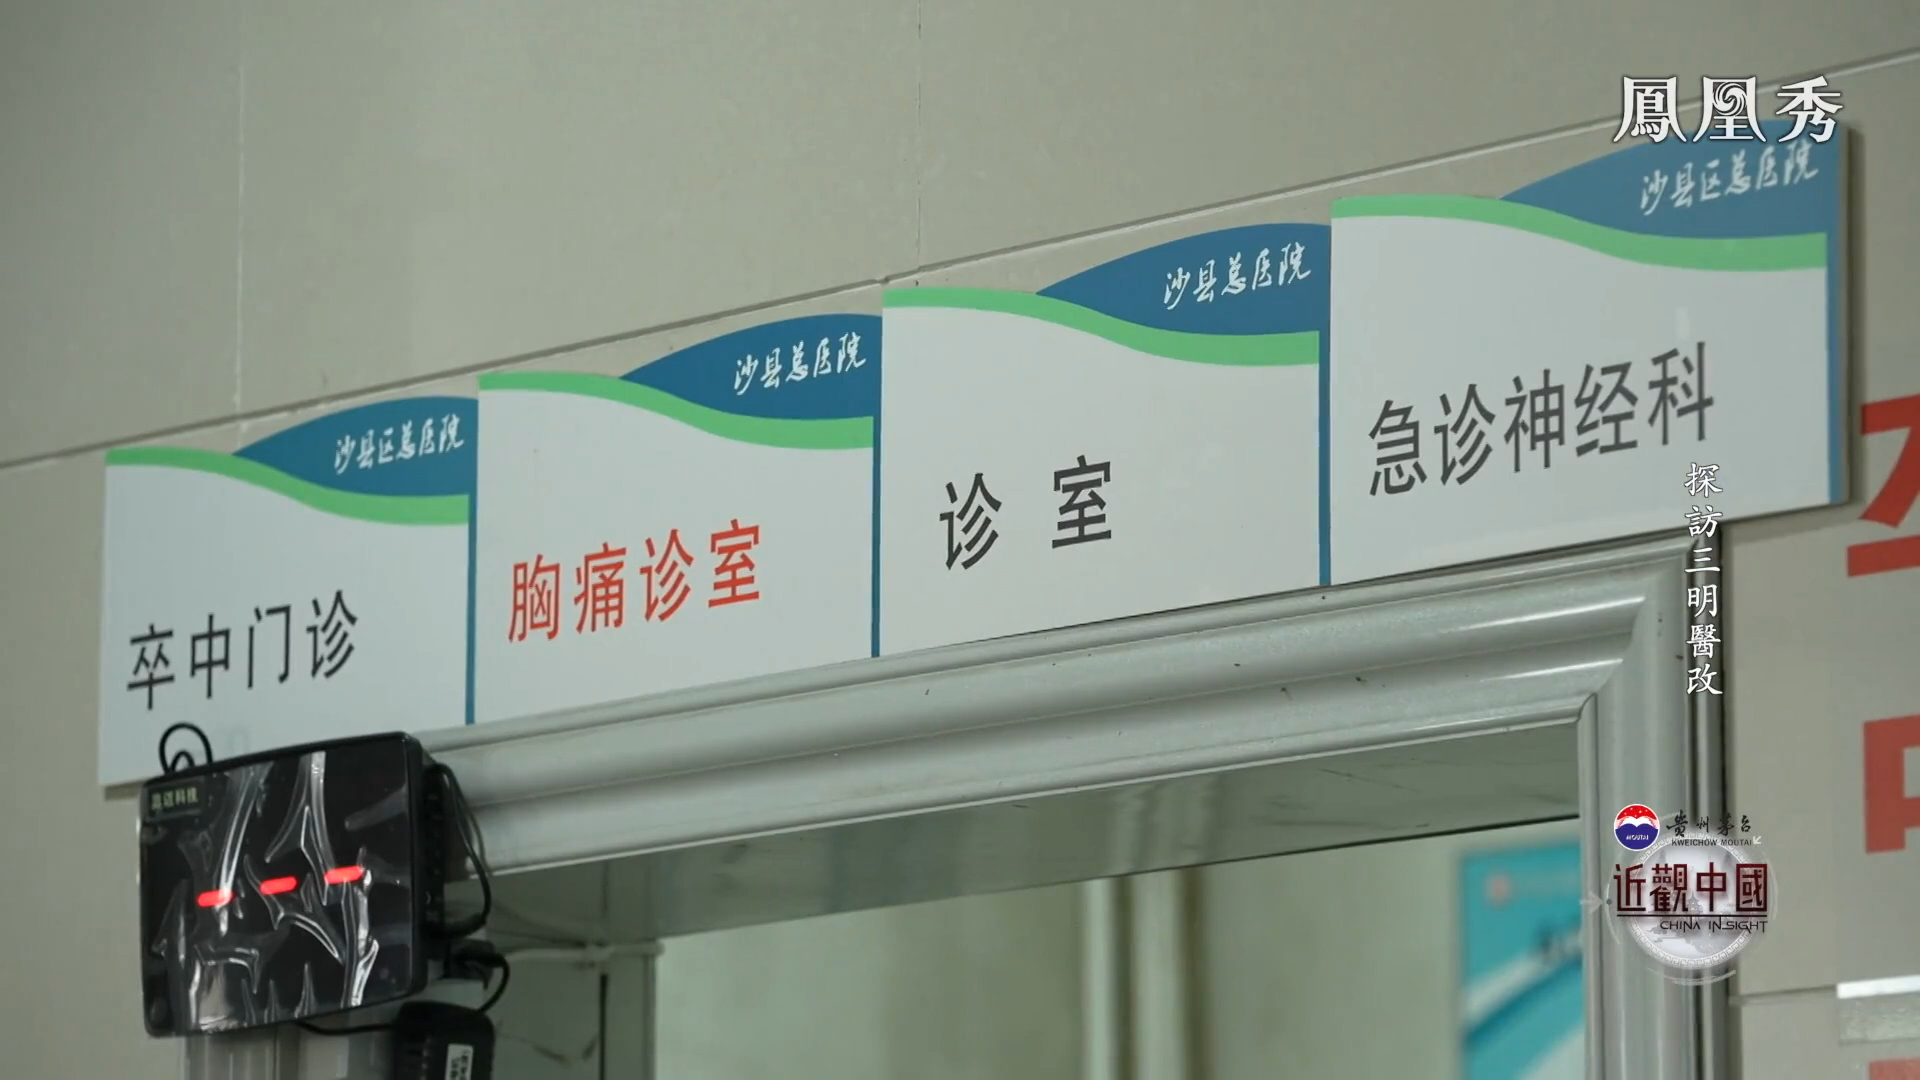 鳳凰秀
沙县区总医院
卒中门诊
沙县总医院
胸痛诊室
沙县总医院
诊室
沙县区总医院
急诊神经科
探訪三明醫改
貴州茅台
KWEICHOW MOUTAI
MOUTAI
近觀中國
CHINA INSIGHT